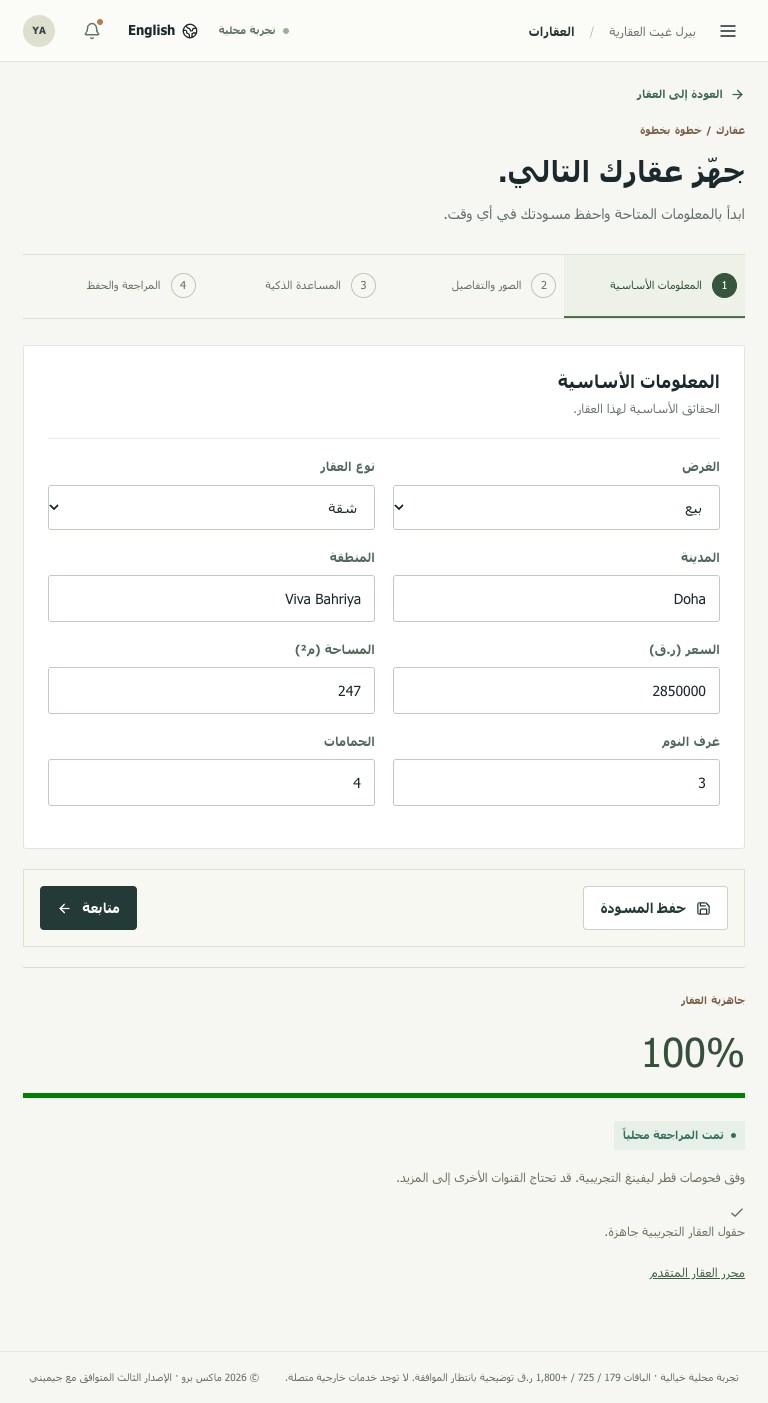 بيرل غيت العقارية / العقارات
تجربة محلية
English
YA
العودة إلى العقار
عقارك / خطوة بخطوة
جهّز عقارك التالي.
ابدأ بالمعلومات المتاحة واحفظ مسودتك في أي وقت.
1 المعلومات الأساسية
2 الصور والتفاصيل
3 المساعدة الذكية
4 المراجعة والحفظ
المعلومات الأساسية
الحقائق الأساسية لهذا العقار.
الغرض
بيع
نوع العقار
شقة
المدينة
Doha
المنطقة
Viva Bahriya
السعر (ر.ق)
2850000
المساحة (م²)
247
غرف النوم
3
الحمامات
4
حفظ المسودة
متابعة
جاهزية العقار
100%
تمت المراجعة محلياً
وفق فحوصات قطر ليفينغ التجريبية. قد تحتاج القنوات الأخرى إلى المزيد.
حقول العقار التجريبية جاهزة.
محرر العقار المتقدم
تجربة محلية خيالية · الباقات 179 / 725 / +1,800 ر.ق توضيحية بانتظار الموافقة. لا توجد خدمات خارجية متصلة.
© 2026 ماكس برو · الإصدار الثالث المتوافق مع جيميني